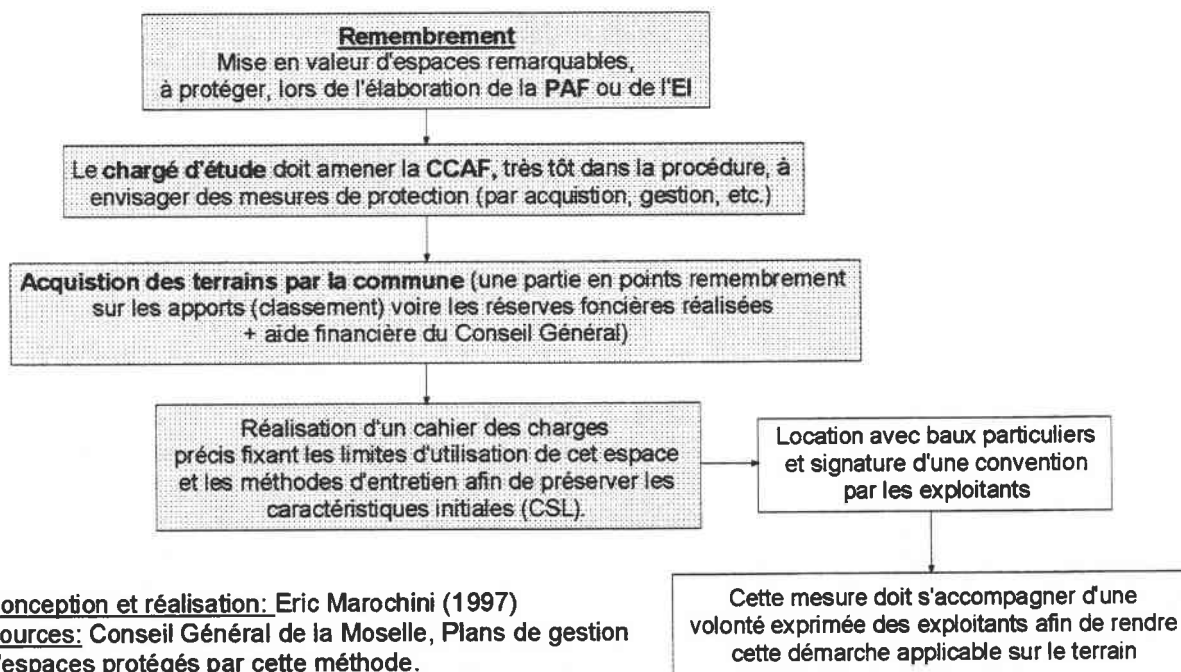 Remembrement
Mise en valeur d'espaces remarquables,
à protéger, lors de l'élaboration de la PAF ou de l'EI
Le chargé d'étude doit amener la CCAF, très tôt dans la procédure, à
envisager des mesures de protection (par acquistion, gestion, etc.)
Acquistion des terrains par la commune (une partie en points remembrement
sur les apports (classement) voire les réserves foncières réalisées
+ aide financière du Conseil Général)
Réalisation d'un cahier des charges
précis fixant les limites d'utilisation de cet espace
et les méthodes d'entretien afin de préserver les
caractéristiques initiales (CSL).
Location avec baux particuliers
et signature d'une convention
par les exploitants
Cette mesure doit s'accompagner d'une
volonté exprimée des exploitants afin de rendre
cette démarche applicable sur le terrain
onception et réalisation: Eric Marochini (1997)
ources: Conseil Général de la Moselle, Plans de gestion
'espaces protégés par cette méthode.